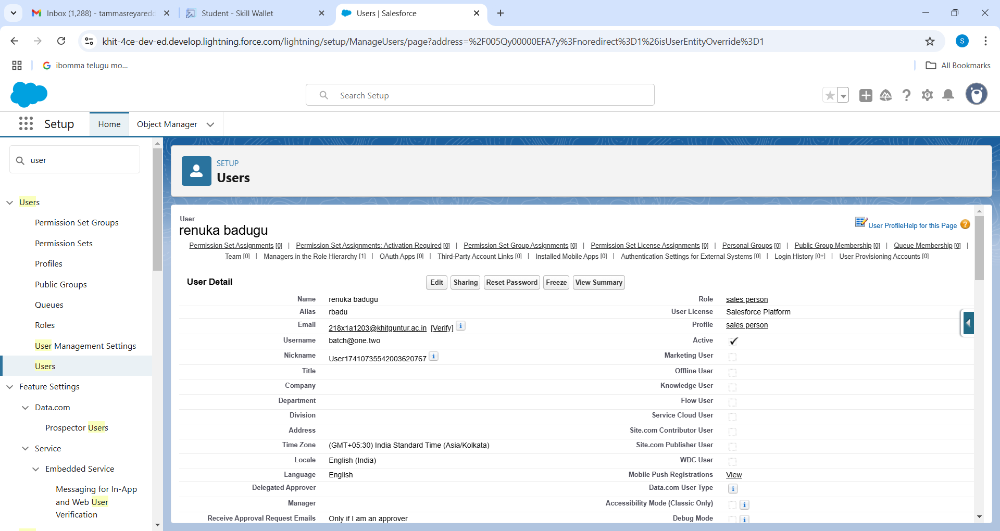 Inbox (1,288) - tammasreyaredd
Student - Skill Wallet
Users | Salesforce
khit-4ce-dev-ed.develop.lightning.force.com/lightning/setup/ManageUsers/page?address=%2F005Qy00000EFA7y%3Fnoredirect%3D1%26isUserEntityOverride%3D1
S
ibomma telugu mo...
All Bookmarks
Search Setup
Setup
Home
Object Manager
user
Users
Permission Set Groups
Permission Sets
Profiles
Public Groups
Queues
Roles
User Management Settings
Users
Feature Settings
Data.com
Prospector Users
Service
Embedded Service
Messaging for In-App
and Web User
Verification
SETUP
Users
User
renuka badugu
User Profile Help for this Page
Permission Set Assignments [0] | Permission Set Assignments: Activation Required [0] | Permission Set Group Assignments [0] | Permission Set License Assignments [0] | Personal Groups [0] | Public Group Membership [0] | Queue Membership [0] |
Team [0] | Managers in the Role Hierarchy [1] | OAuth Apps [0] | Third-Party Account Links [0] | Installed Mobile Apps [0] | Authentication Settings for External Systems [0] | Login History [0+] | User Provisioning Accounts [0]
User Detail
Edit Sharing Reset Password Freeze View Summary
Name renuka badugu Role sales person
Alias rbadu User License Salesforce Platform
Email 218x1a1203@khitguntur.ac.in [Verify] i Profile sales person
Username batch@one.two Active
Nickname User17410735542003620767 i Marketing User
Title Offline User
Company Knowledge User
Department Flow User
Division Service Cloud User
Address Site.com Contributor User
Time Zone (GMT+05:30) India Standard Time (Asia/Kolkata) Site.com Publisher User
Locale English (India) WDC User
Language English Mobile Push Registrations View
Delegated Approver Data.com User Type i
Manager Accessibility Mode (Classic Only) i
Receive Approval Request Emails Only if I am an approver Debug Mode i